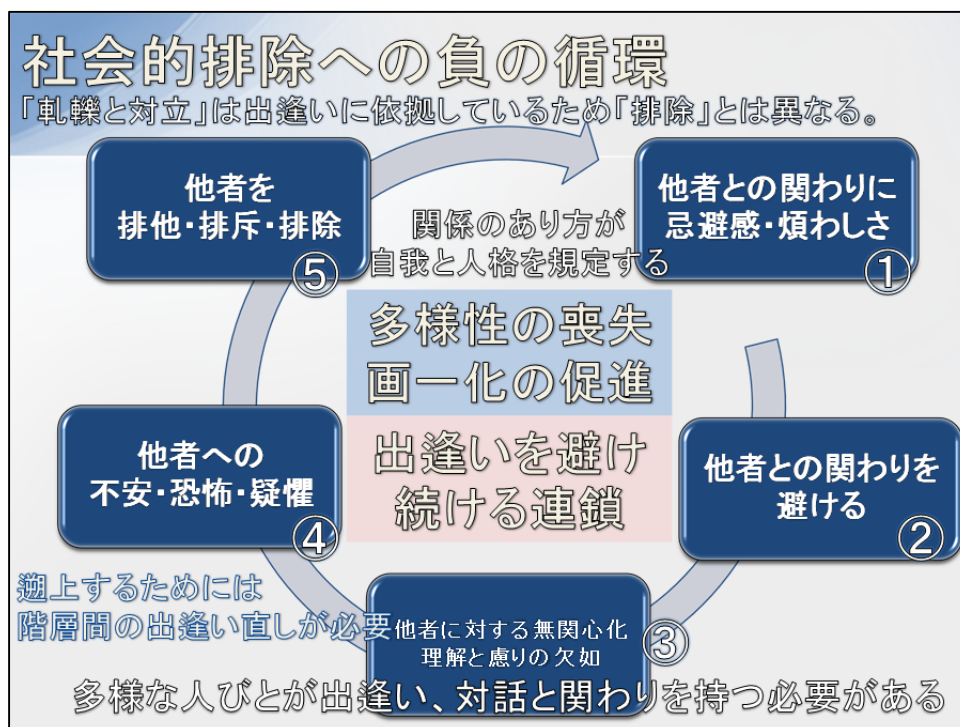 社会的排除への負の循環
「軋轢と対立」は出逢いに依拠しているため「排除」とは異なる。
他者との関わりに
忌避感・煩わしさ
①
他者との関わりを
避ける
②
他者に対する無関心化
理解と慮りの欠如
③
他者への
不安・恐怖・疑懼
④
他者を
排他・排斥・排除
⑤
関係のあり方が
自我と人格を規定する
多様性の喪失
画一化の促進
出逢いを避け
続ける連鎖
遡上するためには
階層間の出逢い直しが必要
多様な人びとが出逢い、対話と関わりを持つ必要がある